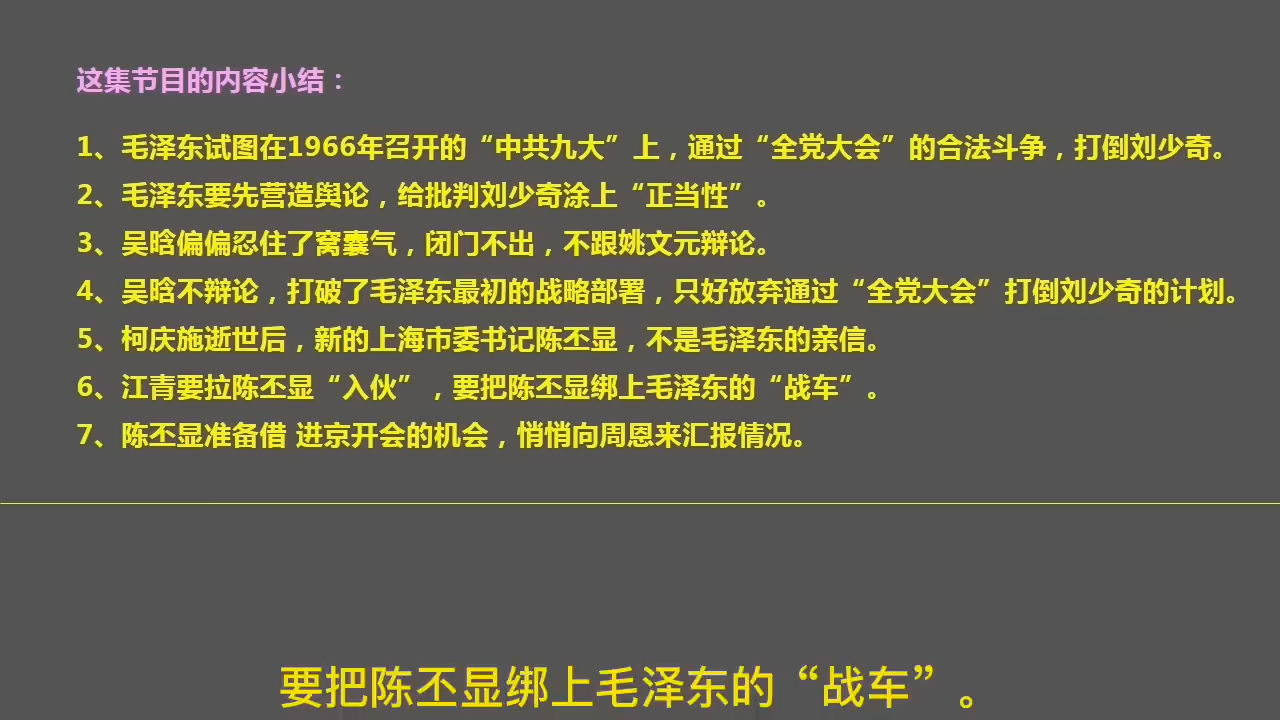 这集节目的内容小结：
1、毛泽东试图在1966年召开的“中共九大”上，通过“全党大会”的合法斗争，打倒刘少奇。
2、毛泽东要先营造舆论，给批判刘少奇涂上“正当性”。
3、吴晗偏偏忍住了窝囊气，闭门不出，不跟姚文元辩论。
4、吴晗不辩论，打破了毛泽东最初的战略部署，只好放弃通过“全党大会”打倒刘少奇的计划。
5、柯庆施逝世后，新的上海市委书记陈丕显，不是毛泽东的亲信。
6、江青要拉陈丕显“入伙”，要把陈丕显绑上毛泽东的“战车”。
7、陈丕显准备借 进京开会的机会，悄悄向周恩来汇报情况。
要把陈丕显绑上毛泽东的“战车”。